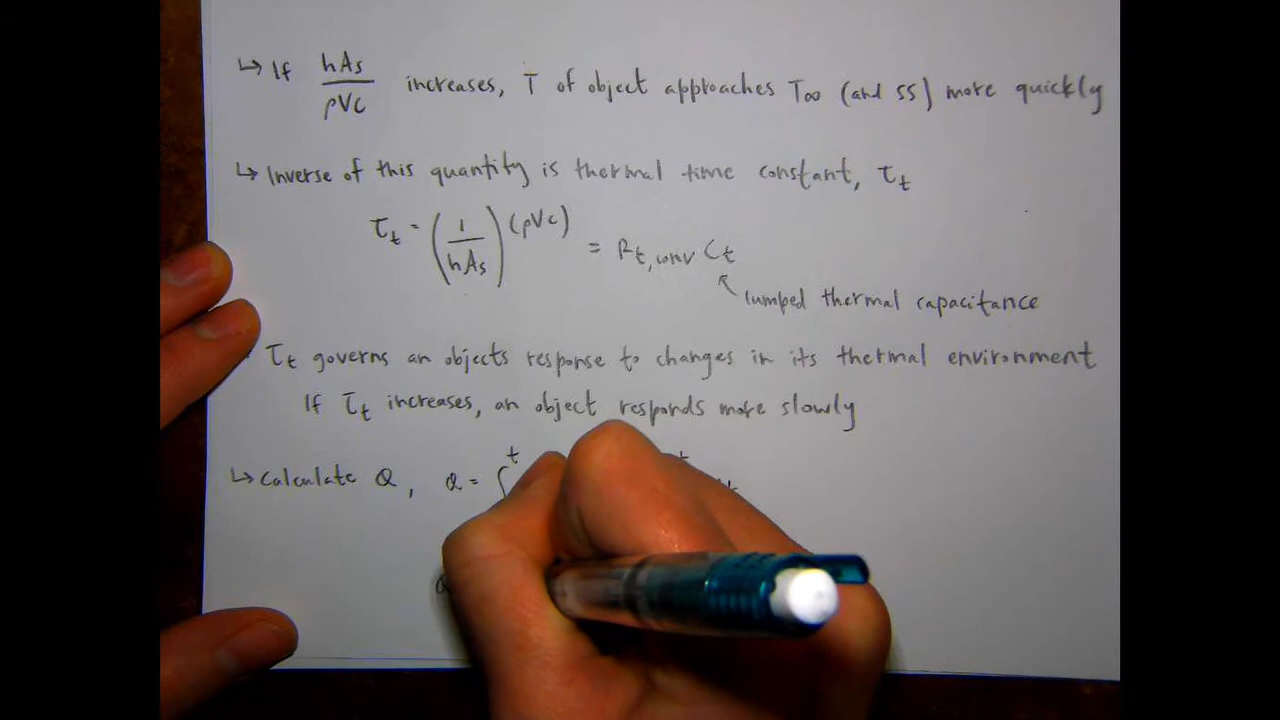 ↳ If hAs/ρVc increases, T of object approaches T∞ (and SS) more quickly
↳ Inverse of this quantity is thermal time constant, τt
τt = (1/hAs)(ρVc) = Rt,conv Ct
↖ lumped thermal capacitance
τt governs an objects response to changes in its thermal environment
If τt increases, an object responds more slowly
↳ Calculate Q, Q = ∫ t